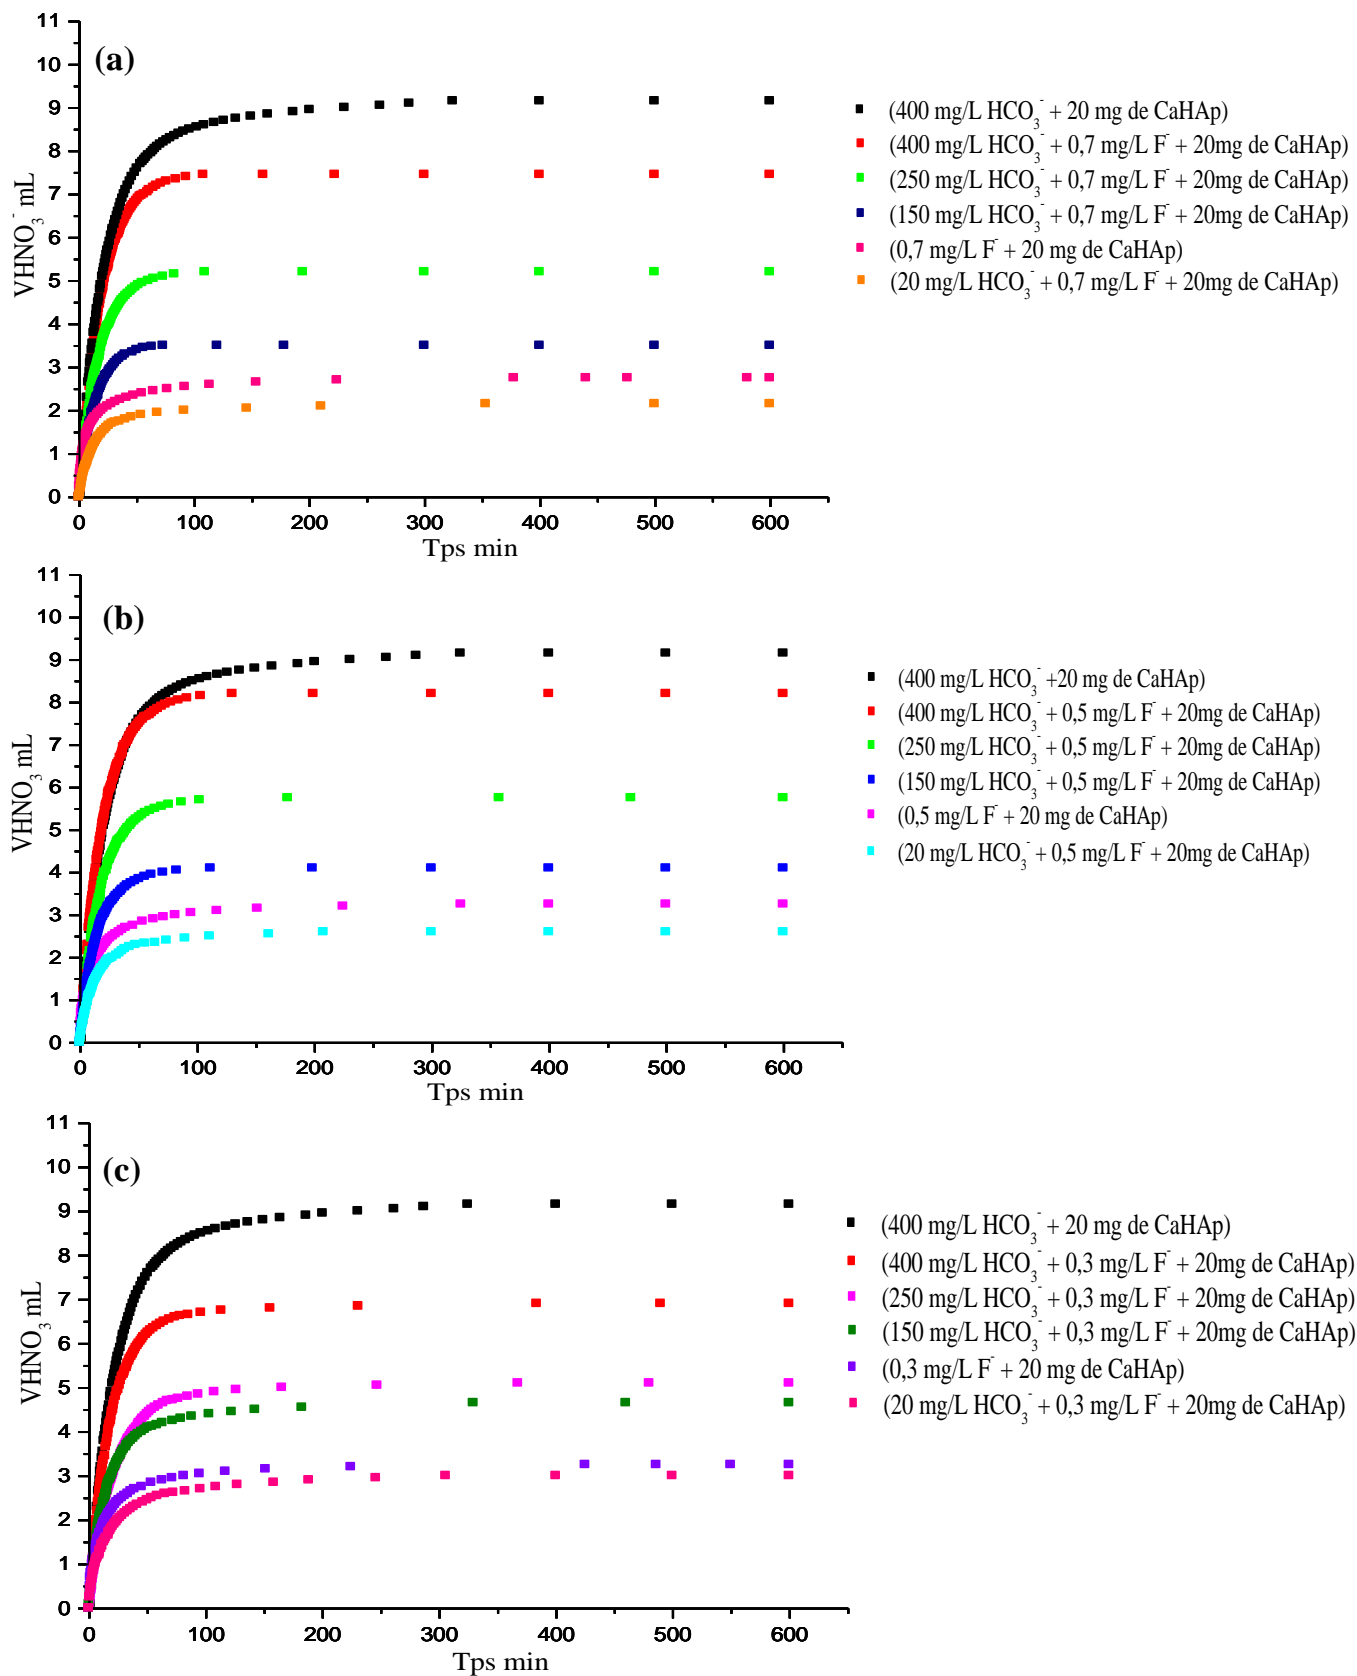 (a)
11
10
9
8
7
6
5
4
3
2
1
0
VHNO₃⁻ mL
0 100 200 300 400 500 600
Tps min
(400 mg/L HCO₃⁻ + 20 mg de CaHAp)
(400 mg/L HCO₃⁻ + 0,7 mg/L F⁻ + 20mg de CaHAp)
(250 mg/L HCO₃⁻ + 0,7 mg/L F⁻ + 20mg de CaHAp)
(150 mg/L HCO₃⁻ + 0,7 mg/L F⁻ + 20mg de CaHAp)
(0,7 mg/L F⁻ + 20 mg de CaHAp)
(20 mg/L HCO₃⁻ + 0,7 mg/L F⁻ + 20mg de CaHAp)
(b)
11
10
9
8
7
6
5
4
3
2
1
0
VHNO₃ mL
0 100 200 300 400 500 600
Tps min
(400 mg/L HCO₃⁻ +20 mg de CaHAp)
(400 mg/L HCO₃⁻ + 0,5 mg/L F⁻ + 20mg de CaHAp)
(250 mg/L HCO₃⁻ + 0,5 mg/L F⁻ + 20mg de CaHAp)
(150 mg/L HCO₃⁻ + 0,5 mg/L F⁻ + 20mg de CaHAp)
(0,5 mg/L F⁻ + 20 mg de CaHAp)
(20 mg/L HCO₃⁻ + 0,5 mg/L F⁻ + 20mg de CaHAp)
(c)
11
10
9
8
7
6
5
4
3
2
1
0
VHNO₃ mL
0 100 200 300 400 500 600
Tps min
(400 mg/L HCO₃⁻ + 20 mg de CaHAp)
(400 mg/L HCO₃⁻ + 0,3 mg/L F⁻ + 20mg de CaHAp)
(250 mg/L HCO₃⁻ + 0,3 mg/L F⁻ + 20mg de CaHAp)
(150 mg/L HCO₃⁻ + 0,3 mg/L F⁻ + 20mg de CaHAp)
(0,3 mg/L F⁻ + 20 mg de CaHAp)
(20 mg/L HCO₃⁻ + 0,3 mg/L F⁻ + 20mg de CaHAp)